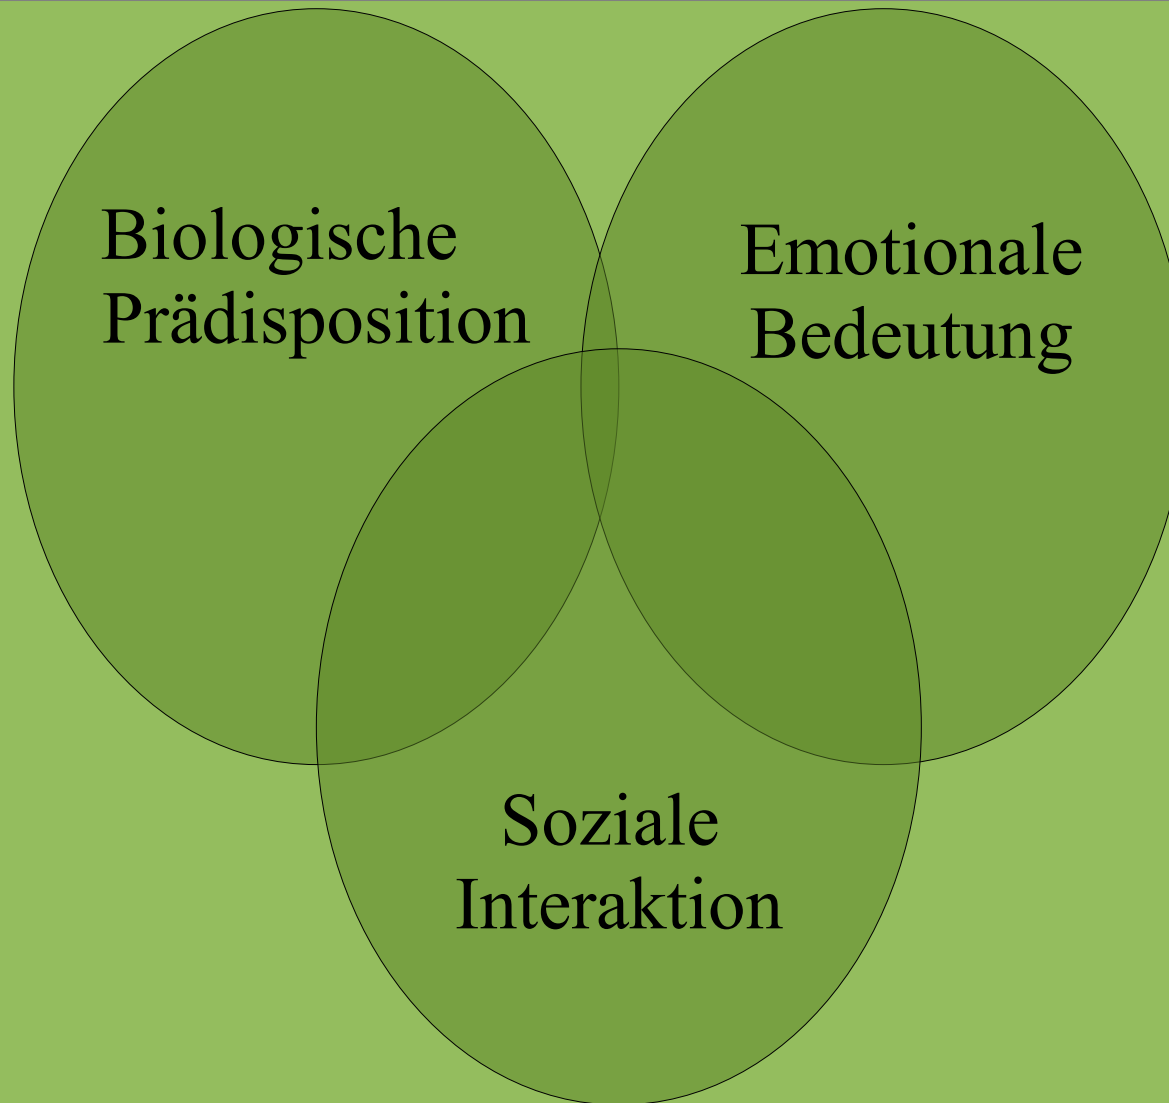 Biologische
Prädisposition
Emotionale
Bedeutung
Soziale
Interaktion